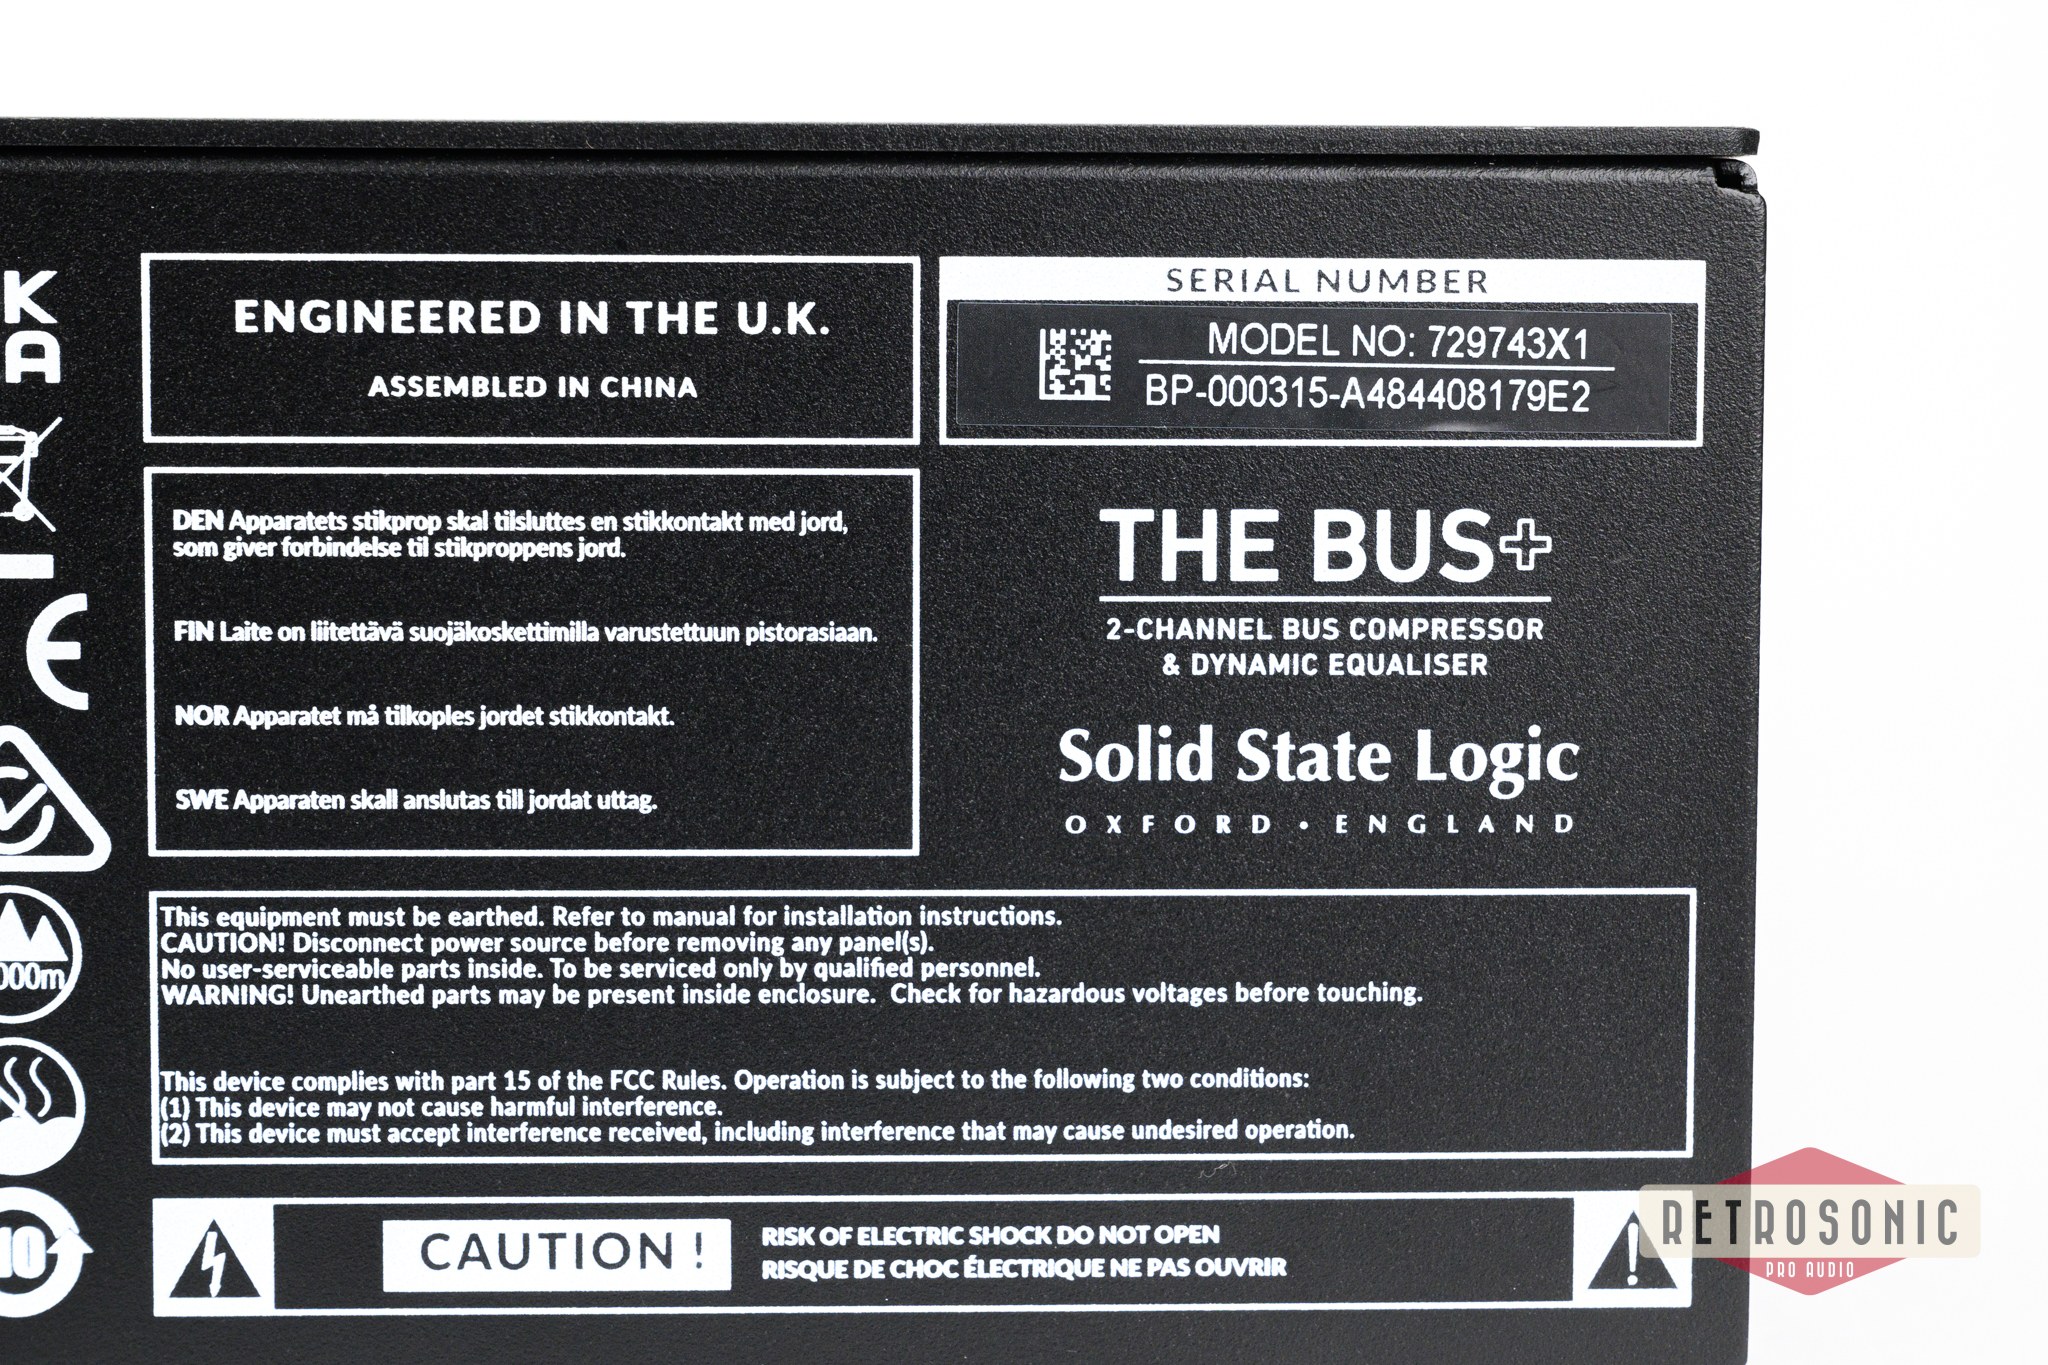 K
A
ENGINEERED IN THE U.K.
ASSEMBLED IN CHINA
SERIAL NUMBER
MODEL NO: 729743X1
BP-000315-A484408179E2
DEN Apparatets stikprop skal tilsluttes en stikkontakt med jord,
som giver forbindelse til stikproppens jord.
FIN Laite on liitettävä suojäkoskettimilla varustettuun pistorasiaan.
NOR Apparatet må tilkoples jordet stikkontakt.
SWE Apparaten skall anslutas till jordat uttag.
THE BUS+
2-CHANNEL BUS COMPRESSOR
& DYNAMIC EQUALISER
Solid State Logic
OXFORD • ENGLAND
This equipment must be earthed. Refer to manual for installation instructions.
CAUTION! Disconnect power source before removing any panel(s).
No user-serviceable parts inside. To be serviced only by qualified personnel.
WARNING! Unearthed parts may be present inside enclosure. Check for hazardous voltages before touching.
This device complies with part 15 of the FCC Rules. Operation is subject to the following two conditions:
(1) This device may not cause harmful interference.
(2) This device must accept interference received, including interference that may cause undesired operation.
000m
10
CAUTION!
RISK OF ELECTRIC SHOCK DO NOT OPEN
RISQUE DE CHOC ÉLECTRIQUE NE PAS OUVRIR
RETROSONIC
PRO AUDIO